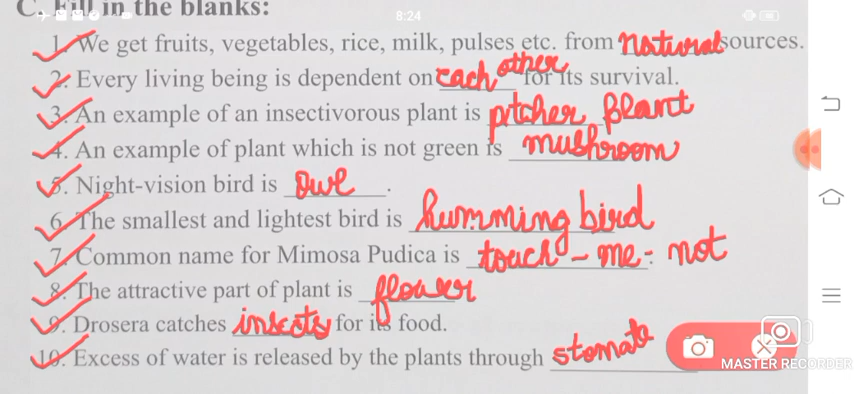 C. Fill in the blanks:
8:24
1. We get fruits, vegetables, rice, milk, pulses etc. from natural sources.
2. Every living being is dependent on each other for its survival.
3. An example of an insectivorous plant is pitcher plant
4. An example of plant which is not green is mushroom
5. Night-vision bird is Owl.
6. The smallest and lightest bird is humming bird
7. Common name for Mimosa Pudica is touch-me-not
8. The attractive part of plant is flower
9. Drosera catches insects for its food.
10. Excess of water is released by the plants through stomata
MASTER RECORDER